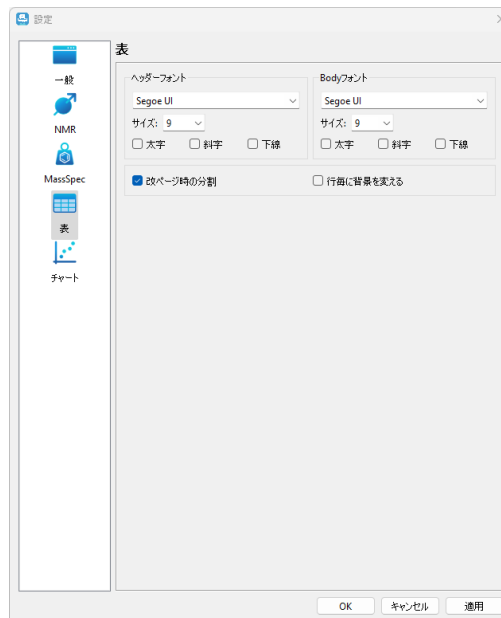 設定
一般
NMR
MassSpec
表
チャート
表
ヘッダーフォント
Segoe UI
サイズ: 9
太字 斜字 下線
Bodyフォント
Segoe UI
サイズ: 9
太字 斜字 下線
改ページ時の分割 行毎に背景を変える
OK キャンセル 適用